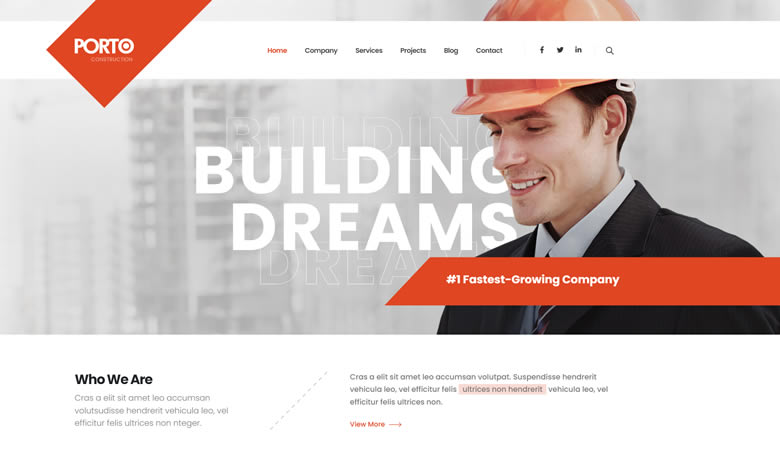 PORTO
CONSTRUCTION
Home Company Services Projects Blog Contact
BUILDING
BUILDING
DREAMS
DREA
#1 Fastest-Growing Company
Who We Are
Cras a elit sit amet leo accumsan
volutsudisse hendrerit vehicula leo, vel
efficitur felis ultrices non nteger.
Cras a elit sit amet leo accumsan volutpat. Suspendisse hendrerit
vehicula leo, vel efficitur felis ultrices non hendrerit vehicula leo, vel
efficitur felis ultrices non.
View More